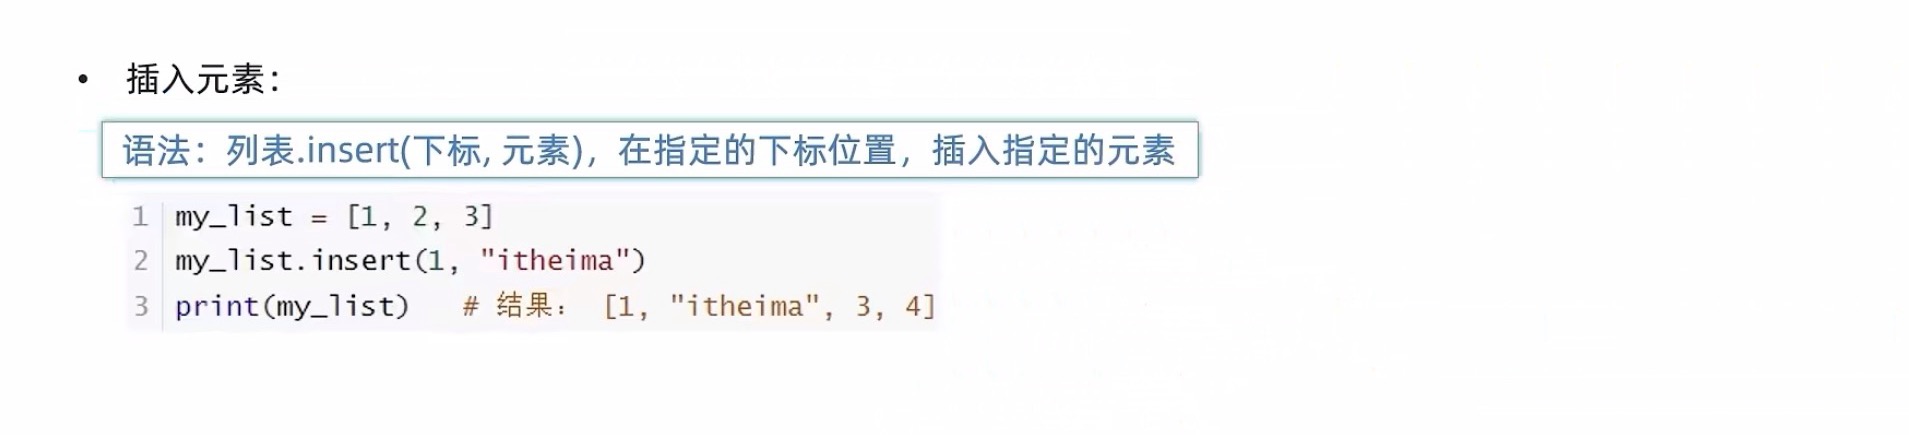 • 插入元素：
语法：列表.insert(下标, 元素)，在指定的下标位置，插入指定的元素
1 my_list = [1, 2, 3]
2 my_list.insert(1, "itheima")
3 print(my_list)   # 结果： [1, "itheima", 3, 4]